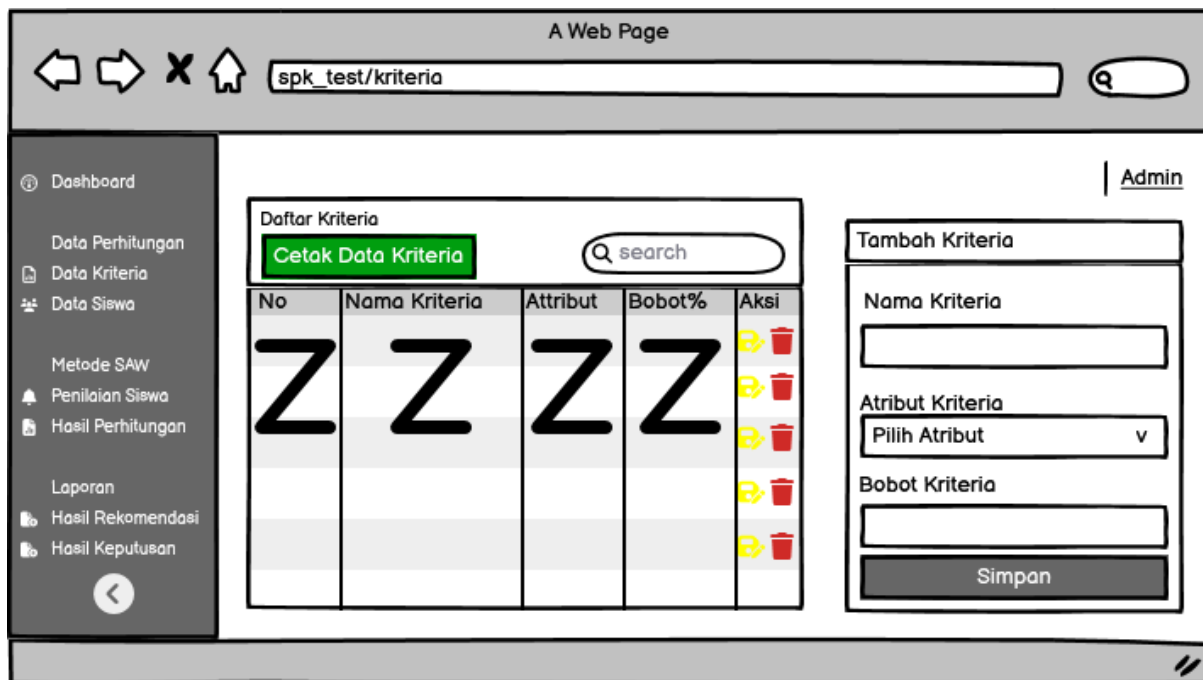 A Web Page
spk_test/kriteria
Dashboard
Data Perhitungan
Data Kriteria
Data Siswa
Metode SAW
Penilaian Siswa
Hasil Perhitungan
Laporan
Hasil Rekomendasi
Hasil Keputusan
Admin
Daftar Kriteria
Cetak Data Kriteria
search
No Nama Kriteria Attribut Bobot% Aksi
Z Z Z Z
Tambah Kriteria
Nama Kriteria
Atribut Kriteria
Pilih Atribut v
Bobot Kriteria
Simpan